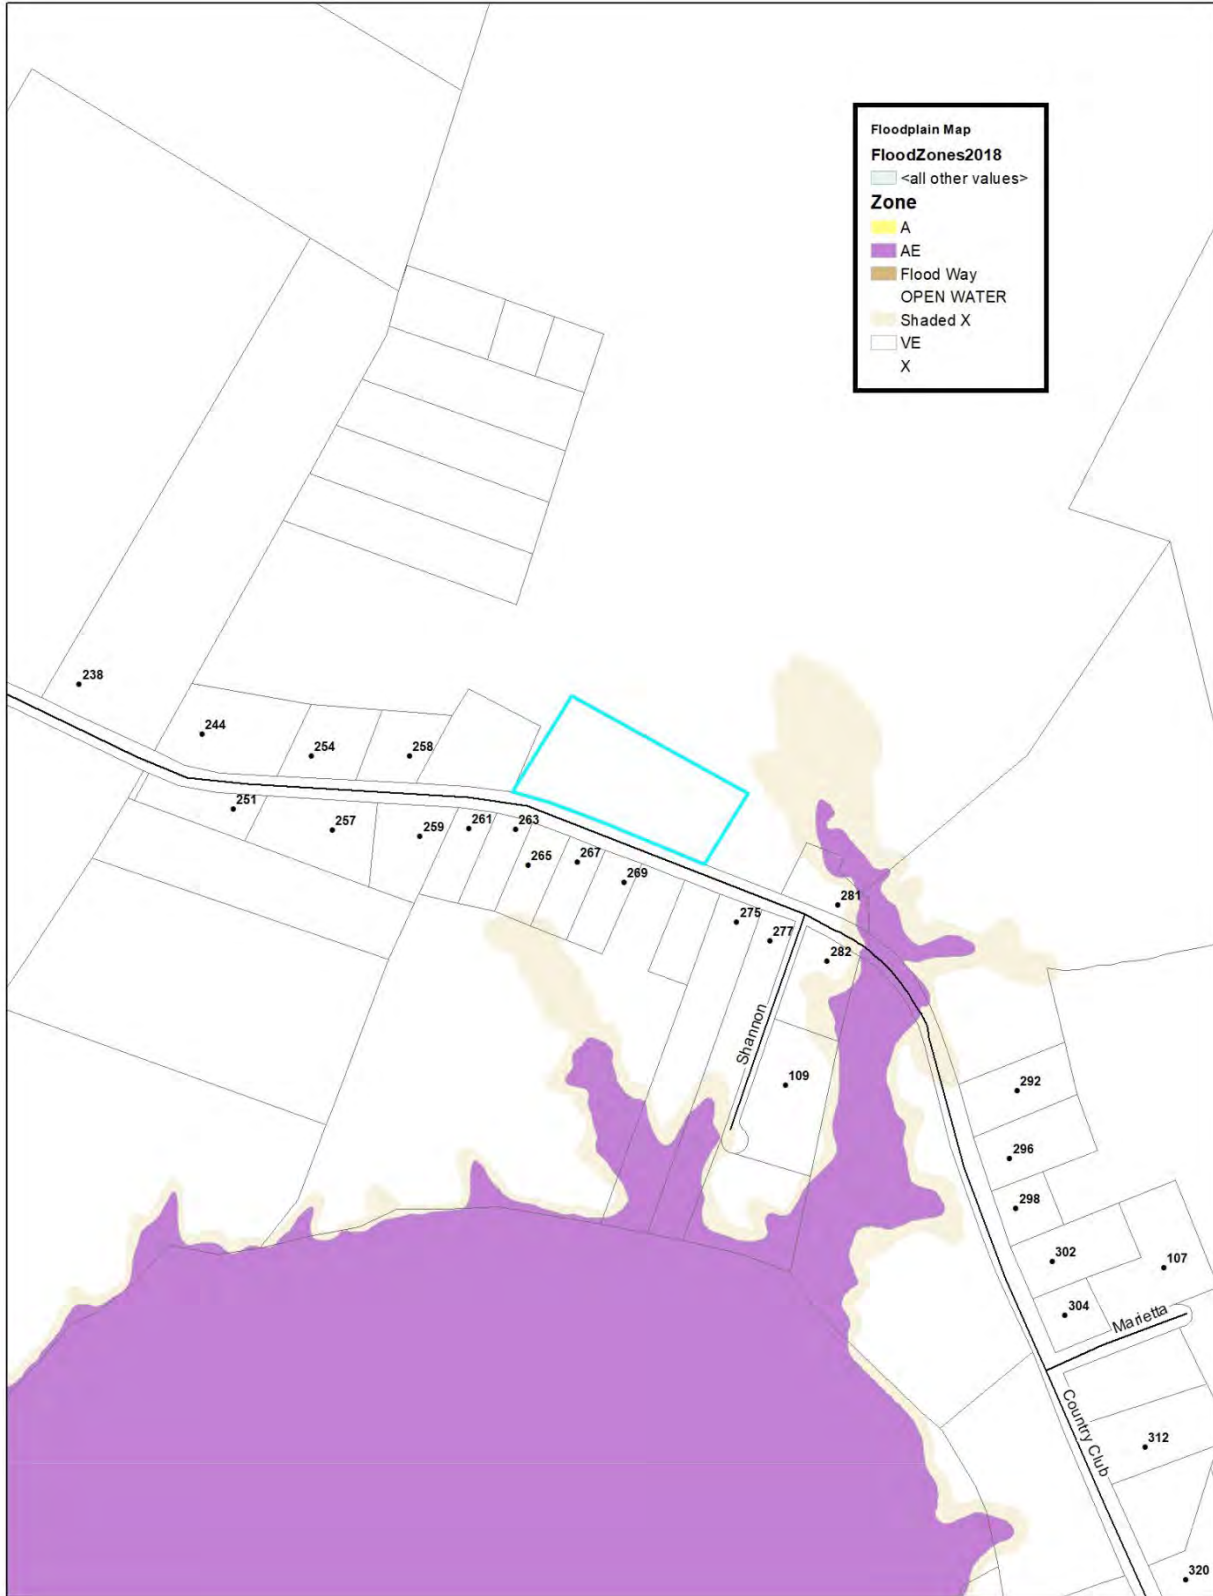 Floodplain Map
FloodZones2018
<all other values>
Zone
A
AE
Flood Way
OPEN WATER
Shaded X
VE
X
238
244
254
258
251
257
259
261
263
265
267
269
275
277
281
282
Shannon
109
292
296
298
302
107
304
Marietta
Country Club
312
320